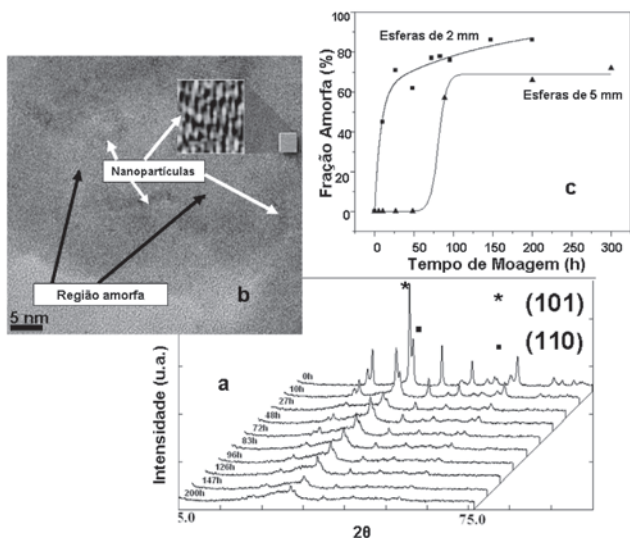 Fração Amorfa (%)
100
80
60
40
20
0
Esferas de 2 mm
Esferas de 5 mm
c
0 50 100 150 200 250 300
Tempo de Moagem (h)
Nanopartículas
Região amorfa
b
5 nm
* (101)
▪ (110)
a
Intensidade (u.a.)
0h
10h
27h
48h
72h
83h
96h
126h
147h
200h
5.0
75.0
2θ